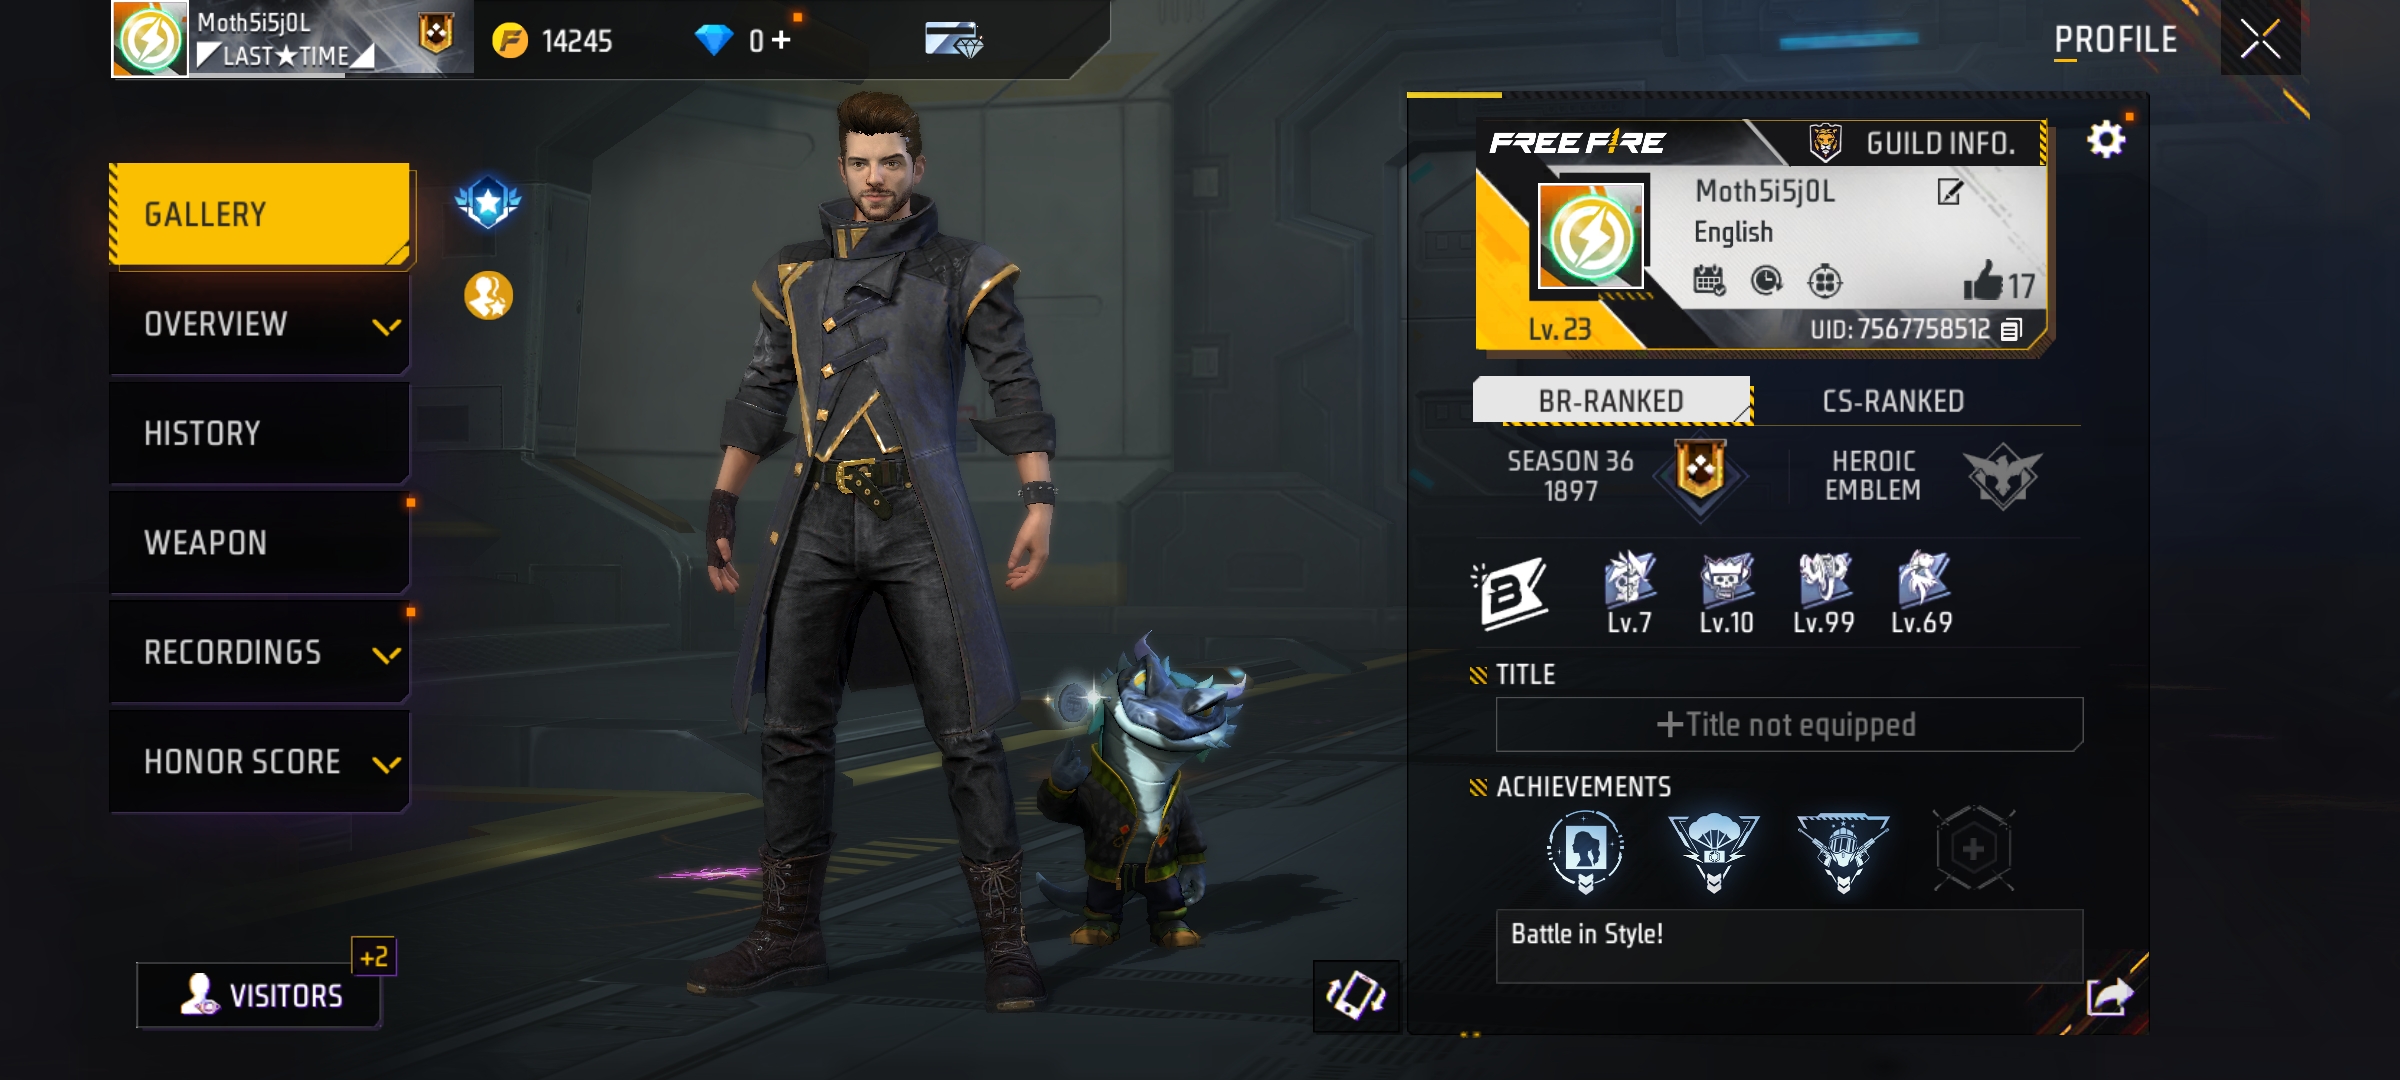 Moth5i5j0L
LAST★TIME
14245
0 +
PROFILE
GALLERY
OVERVIEW
HISTORY
WEAPON
RECORDINGS
HONOR SCORE
+2
VISITORS
FREE FIRE
GUILD INFO.
Moth5i5j0L
English
17
Lv. 23
UID: 7567758512
BR-RANKED
CS-RANKED
SEASON 36
1897
HEROIC
EMBLEM
Lv.7
Lv.10
Lv.99
Lv.69
TITLE
+Title not equipped
ACHIEVEMENTS
Battle in Style!